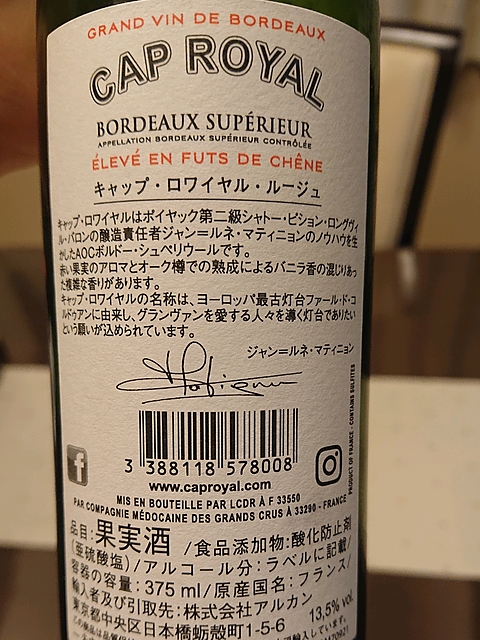 GRAND VIN DE BORDEAUX
CAP ROYAL
BORDEAUX SUPÉRIEUR
APPELLATION BORDEAUX SUPÉRIEUR CONTRÔLÉE
ÉLEVÉ EN FUTS DE CHÊNE
キャップ・ロワイヤル・ルージュ
キャップ・ロワイヤルはポイヤック第二級シャトー・ピション・ロングヴィ
ル・バロンの醸造責任者ジャン=ルネ・マティニョンのノウハウを生
かしたAOCボルドー・シュペリウールです。
赤い果実のアロマとオーク樽での熟成によるバニラ香の混じりあっ
た複雑な香りがあります。
キャップ・ロワイヤルの名称は、ヨーロッパ最古灯台ファール・ド・コ
ルドゥアンに由来し、グランヴァンを愛する人々を導く灯台でありたい
という願いが込められています。
ジャン=ルネ・マティニョン
3 388118 578008
www.caproyal.com
PRODUCT OF FRANCE - CONTAINS SULFITES
MIS EN BOUTEILLE PAR LCDR À F 33550
PAR COMPAGNIE MÉDOCAINE DES GRANDS CRUS À 33290 - FRANCE
品目:果実酒/食品添加物:酸化防止剤
(亜硫酸塩)/アルコール分:ラベルに記載/
容器の容量:375 ml/原産国名:フランス/
輸入者及び引取先:株式会社アルカン
東京都中央区日本橋蛎殻町1-5-6
13,5% vol.